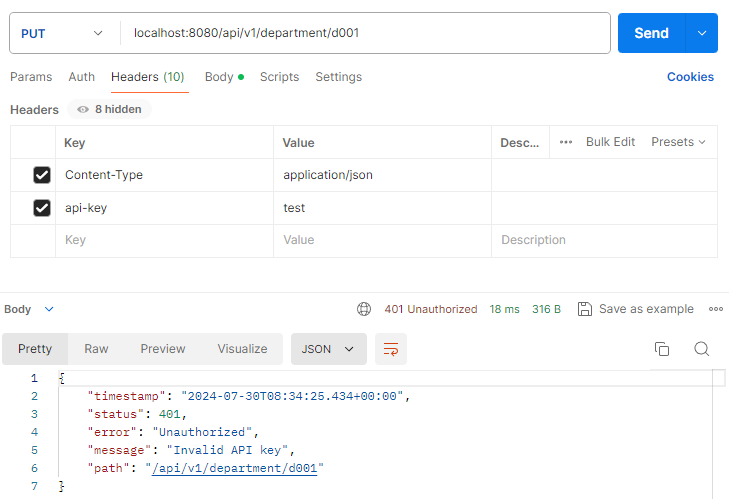 PUT localhost:8080/api/v1/department/d001 Send
Params Auth Headers (10) Body Scripts Settings Cookies
Headers 8 hidden
Key Value Desc... Bulk Edit Presets
Content-Type application/json
api-key test
Key Value Description
Body 401 Unauthorized 18 ms 316 B Save as example
Pretty Raw Preview Visualize JSON
1 {
2 "timestamp": "2024-07-30T08:34:25.434+00:00",
3 "status": 401,
4 "error": "Unauthorized",
5 "message": "Invalid API key",
6 "path": "/api/v1/department/d001"
7 }